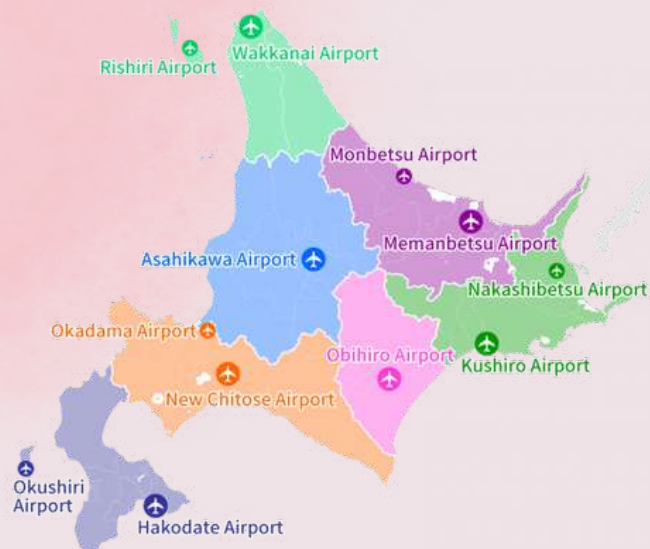 Wakkanai Airport
Rishiri Airport
Monbetsu Airport
Memanbetsu Airport
Asahikawa Airport
Nakashibetsu Airport
Okadama Airport
Obihiro Airport
Kushiro Airport
New Chitose Airport
Okushiri
Airport
Hakodate Airport